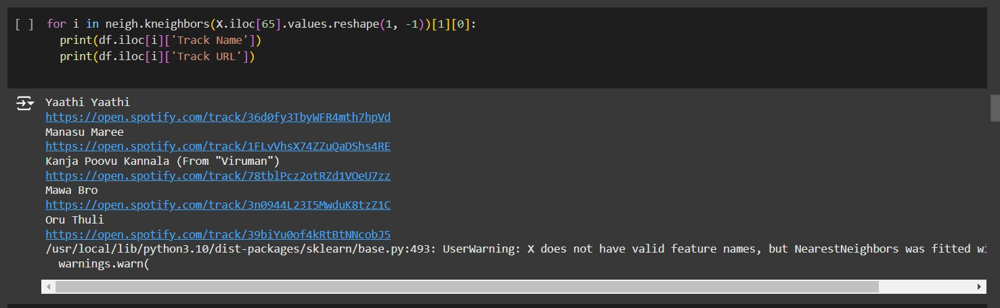 [ ] for i in neigh.kneighbors(X.iloc[65].values.reshape(1, -1))[1][0]:
print(df.iloc[i]['Track Name'])
print(df.iloc[i]['Track URL'])
Yaathi Yaathi
https://open.spotify.com/track/36d0fy3TbyWFR4mth7hpVd
Manasu Maree
https://open.spotify.com/track/1FLvVhsX74ZZuQaDShs4RE
Kanja Poovu Kannala (From "Viruman")
https://open.spotify.com/track/78tblPcz2otRZd1VOeU7zz
Mawa Bro
https://open.spotify.com/track/3n0944L23I5MwduK8tzZ1C
Oru Thuli
https://open.spotify.com/track/39biYu0of4kRtBtNNcobJ5
/usr/local/lib/python3.10/dist-packages/sklearn/base.py:493: UserWarning: X does not have valid feature names, but NearestNeighbors was fitted wi
warnings.warn(